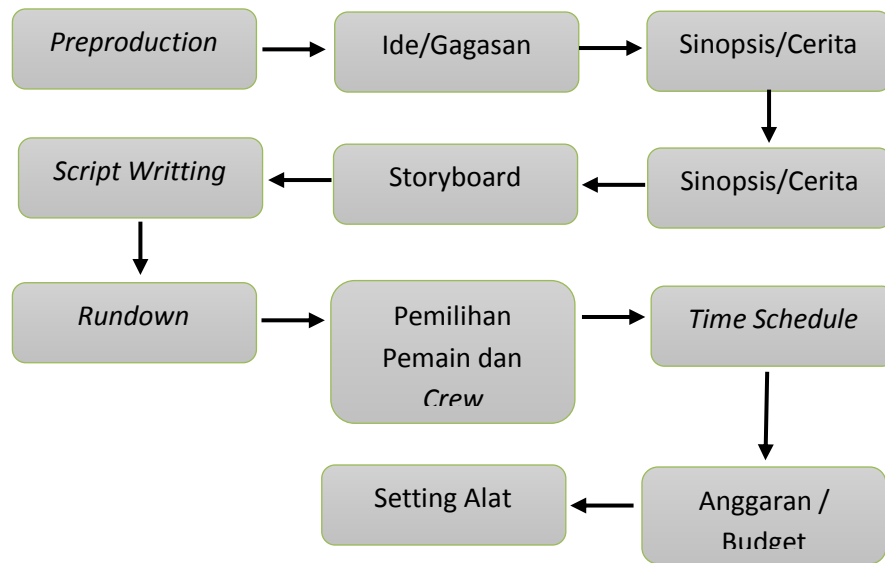 Preproduction
Ide/Gagasan
Sinopsis/Cerita
Sinopsis/Cerita
Storyboard
Script Writting
Rundown
Pemilihan
Pemain dan
Crew
Time Schedule
Anggaran /
Budget
Setting Alat